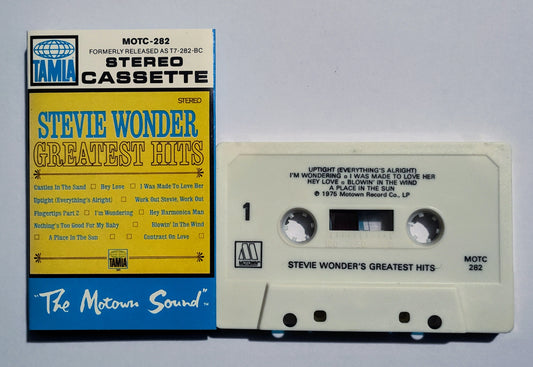 MOTC-282
FORMERLY RELEASED AS T7-282-BC
STEREO
CASSETTE
TAMLA
STEREO
STEVIE WONDER
GREATEST HITS
Castles In The Sand □ Hey Love □ I Was Made To Love Her
Uptight (Everything's Alright) □ Work Out Stevie, Work Out
Fingertips Part 2 □ I'm Wondering □ Hey Harmonica Man
Nothing's Too Good For My Baby □ Blowin' In The Wind
□ A Place In The Sun □ □ Contract On Love □
TAMLA
"The Motown Sound"™
UPTIGHT (EVERYTHING'S ALRIGHT)
I'M WONDERING o I WAS MADE TO LOVE HER
HEY LOVE o BLOWIN' IN THE WIND
A PLACE IN THE SUN
℗ 1975 Motown Record Co., LP
1
MOTOWN
STEVIE WONDER'S GREATEST HITS
MOTC
282